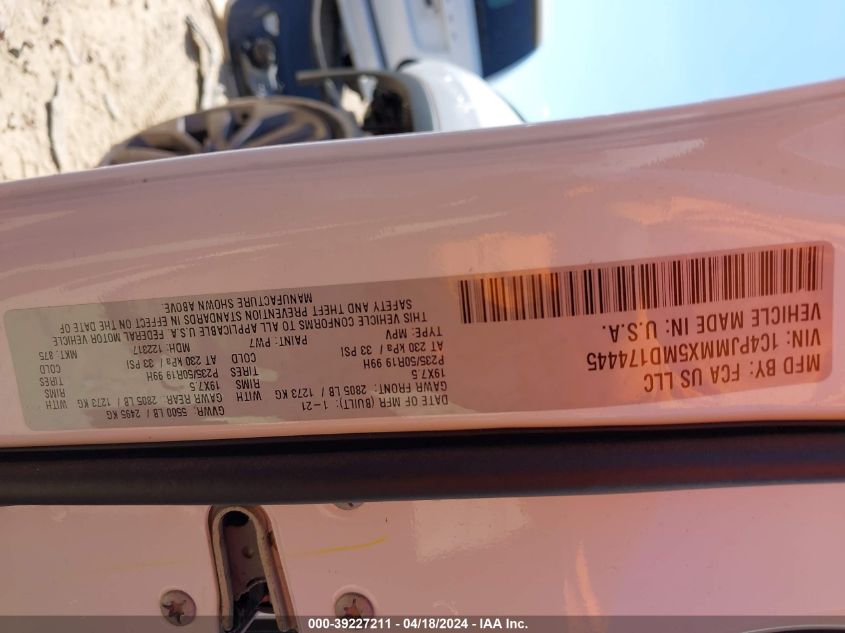 MFD BY: FCA US LLC
VIN: 1C4PJMMX5MD174445
VEHICLE MADE IN: U.S.A.
DATE OF MFR (BUILT): 1-21
GAWR FRONT: 2805 LB / 1273 KG
19X7.5
P235/50R19 99H
AT 230 kPa / 33 PSI
TYPE: MPV
GVWR: 5500 LB / 2495 KG
GAWR REAR: 2805 LB / 1273 KG WITH
19X7.5 RIMS
P235/50R19 99H TIRES
AT 230 kPa / 33 PSI COLD
WITH
RIMS
TIRES
COLD
PAINT: PW7
MDH: 122317
MKT: 875
THIS VEHICLE CONFORMS TO ALL APPLICABLE U.S.A. FEDERAL MOTOR VEHICLE
SAFETY AND THEFT PREVENTION STANDARDS IN EFFECT ON THE DATE OF
MANUFACTURE SHOWN ABOVE:
000-39227211 - 04/18/2024 - IAA Inc.